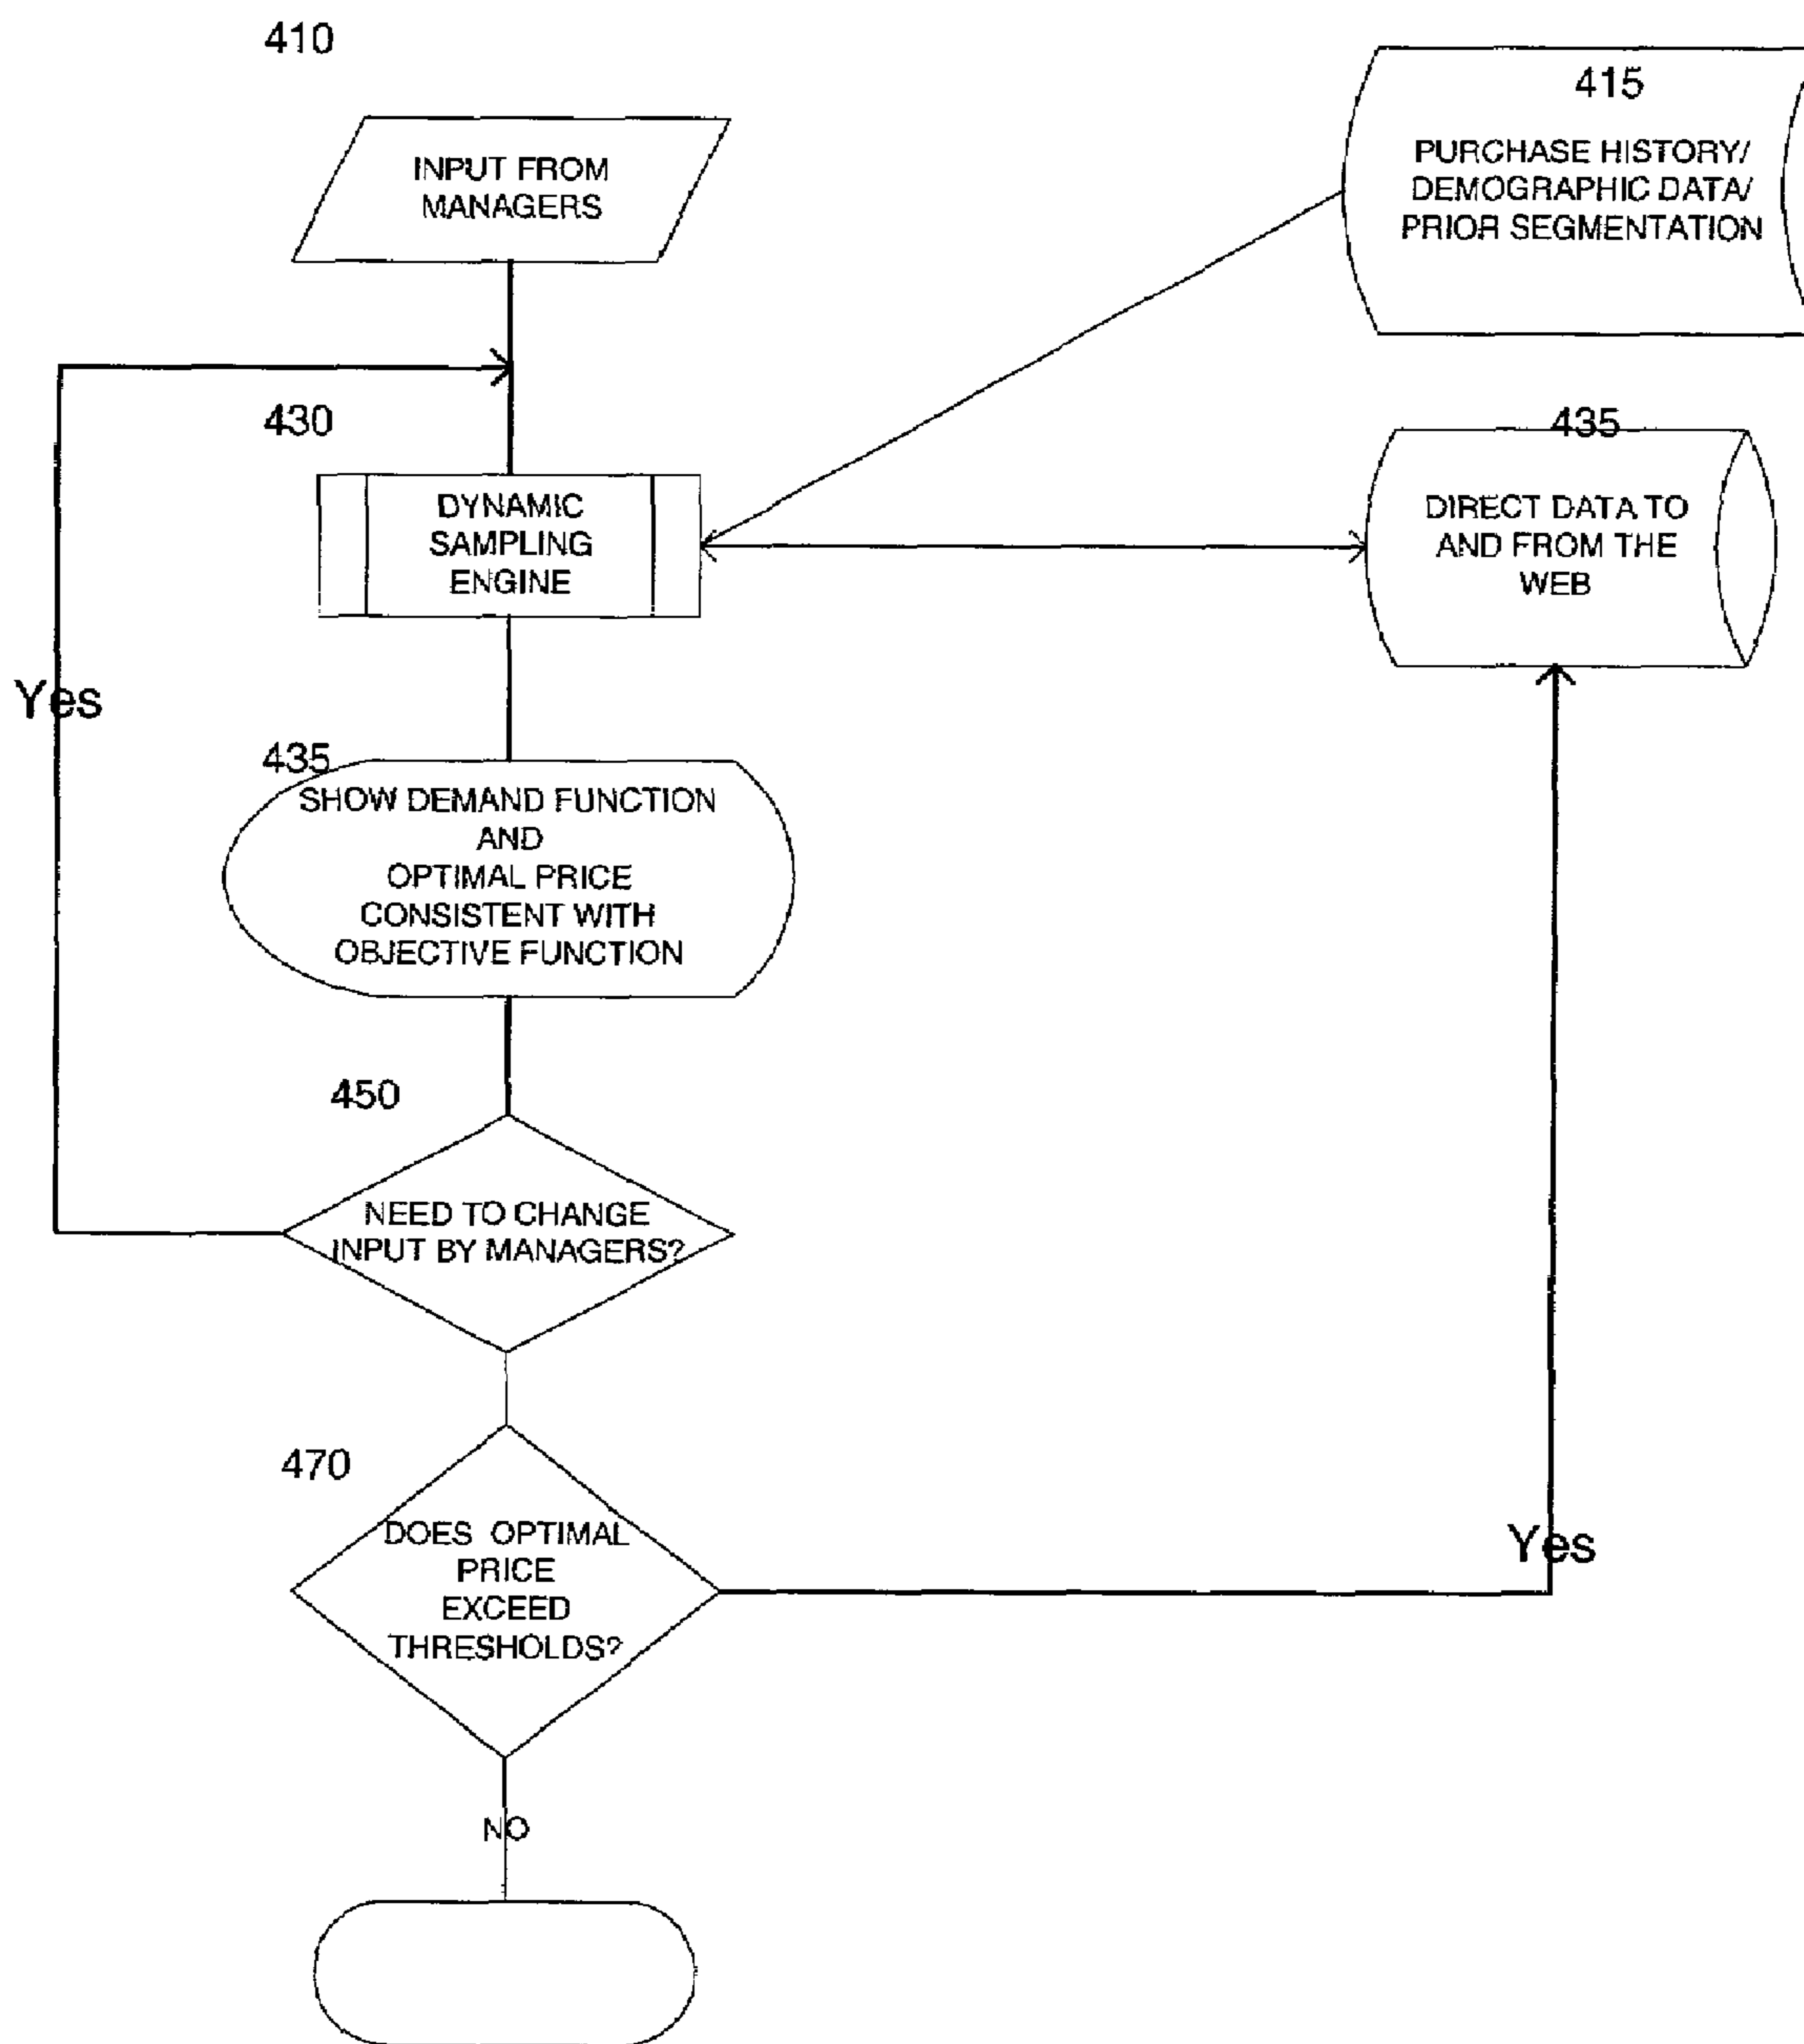 410
INPUT FROM
MANAGERS
415
PURCHASE HISTORY/
DEMOGRAPHIC DATA/
PRIOR SEGMENTATION
430
DYNAMIC
SAMPLING
ENGINE
435
DIRECT DATA TO
AND FROM THE
WEB
Yes
435
SHOW DEMAND FUNCTION
AND
OPTIMAL PRICE
CONSISTENT WITH
OBJECTIVE FUNCTION
450
NEED TO CHANGE
INPUT BY MANAGERS?
470
DOES OPTIMAL
PRICE
EXCEED
THRESHOLDS?
Yes
NO